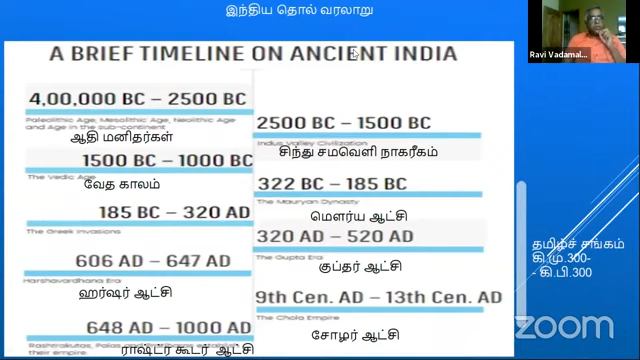 இந்திய தொல் வரலாறு
Ravi Vadamal...
A BRIEF TIMELINE ON ANCIENT INDIA
4,00,000 BC – 2500 BC
Paleolithic Age, Mesolithic Age, Neolithic Age
and Age in the sub-continent
ஆதி மனிதர்கள்
2500 BC – 1500 BC
Indus Valley Civilization
சிந்து சமவெளி நாகரீகம்
1500 BC – 1000 BC
The Vedic Age
வேத காலம்
322 BC – 185 BC
The Mauryan Dynasty
மௌர்ய ஆட்சி
185 BC – 320 AD
The Greek Invasions
320 AD – 520 AD
The Gupta Era
குப்தர் ஆட்சி
606 AD – 647 AD
Harshavardhana Era
ஹர்ஷர் ஆட்சி
9th Cen. AD – 13th Cen. AD
The Chola Empire
சோழர் ஆட்சி
648 AD – 1000 AD
Rashtrakutas, Palas and
their empire
ராஷ்டிர கூடர் ஆட்சி
தமிழ்ச் சங்கம்
கி.மு.300-
- கி.பி.300
zoom